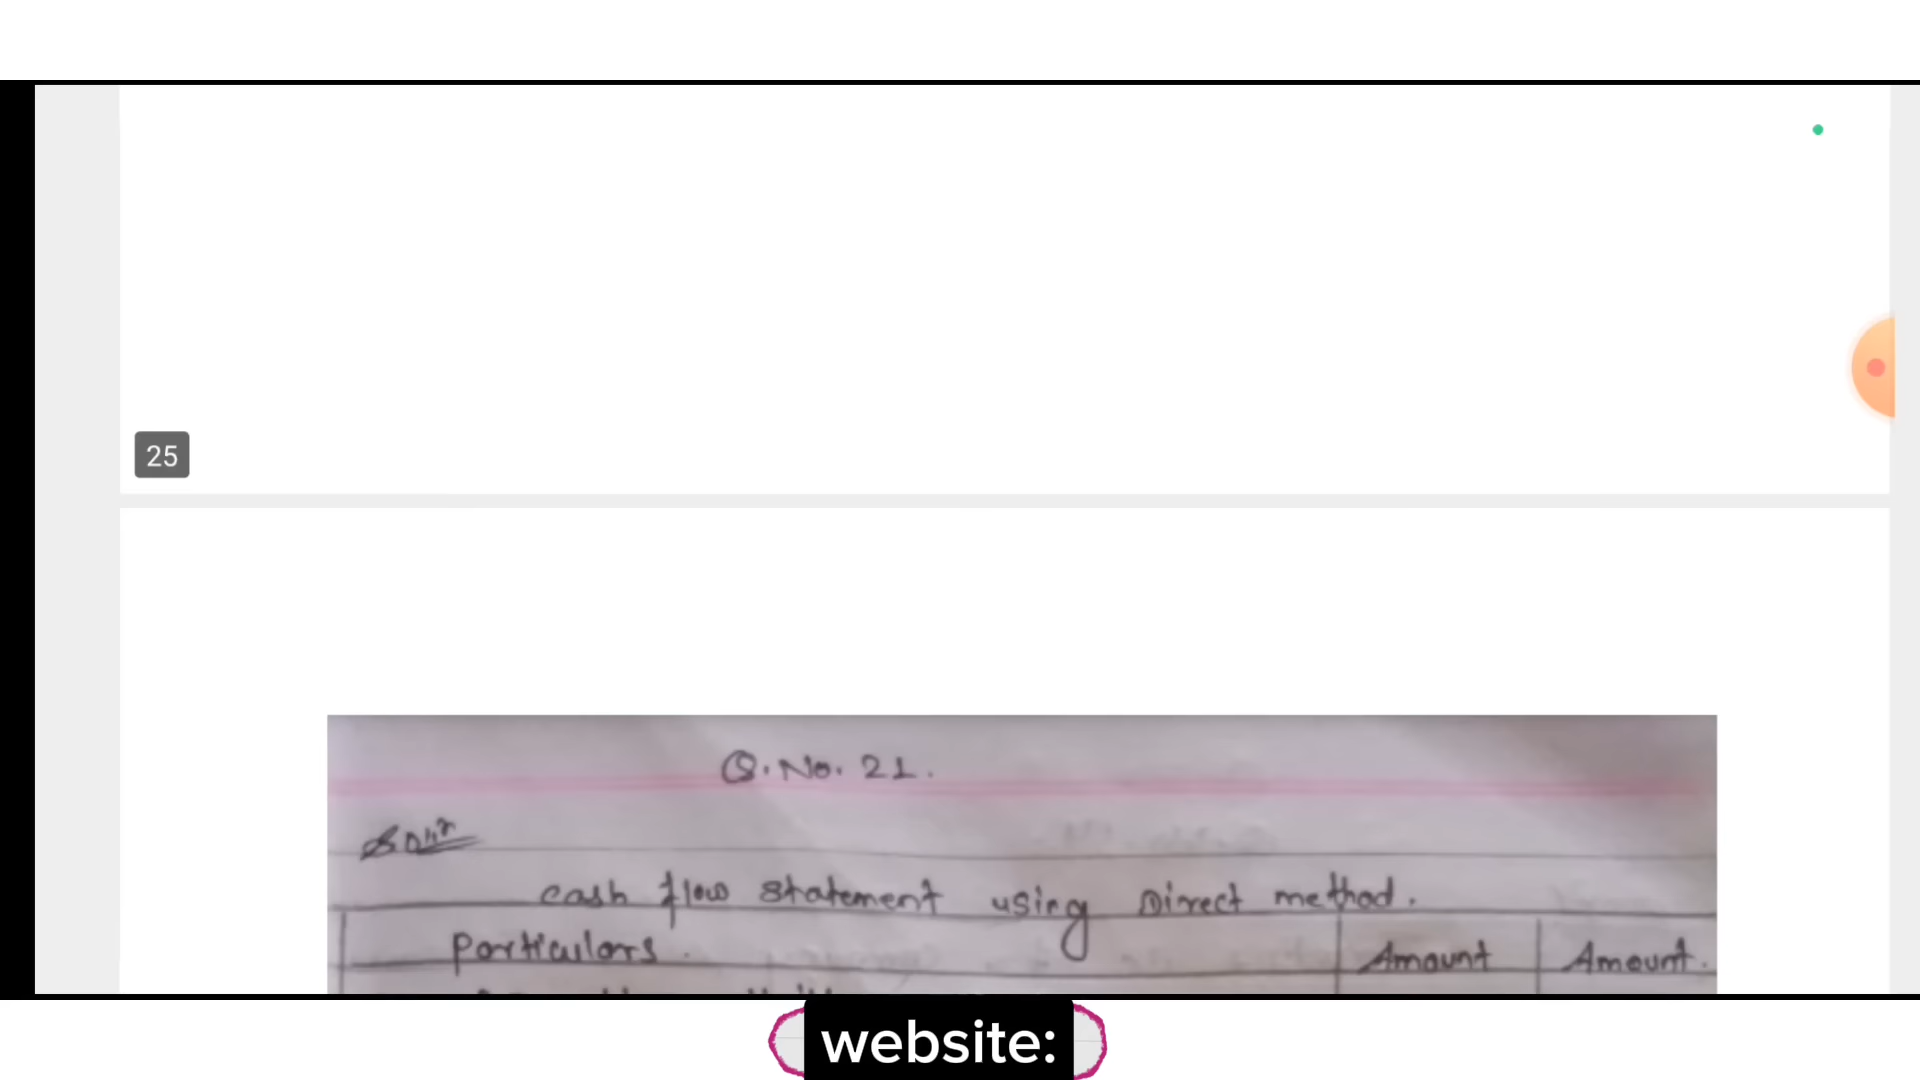 25
Q. No. 21.
Soln
cash flow statement using Direct method.
Particulars.
Amount
Amount.
website: